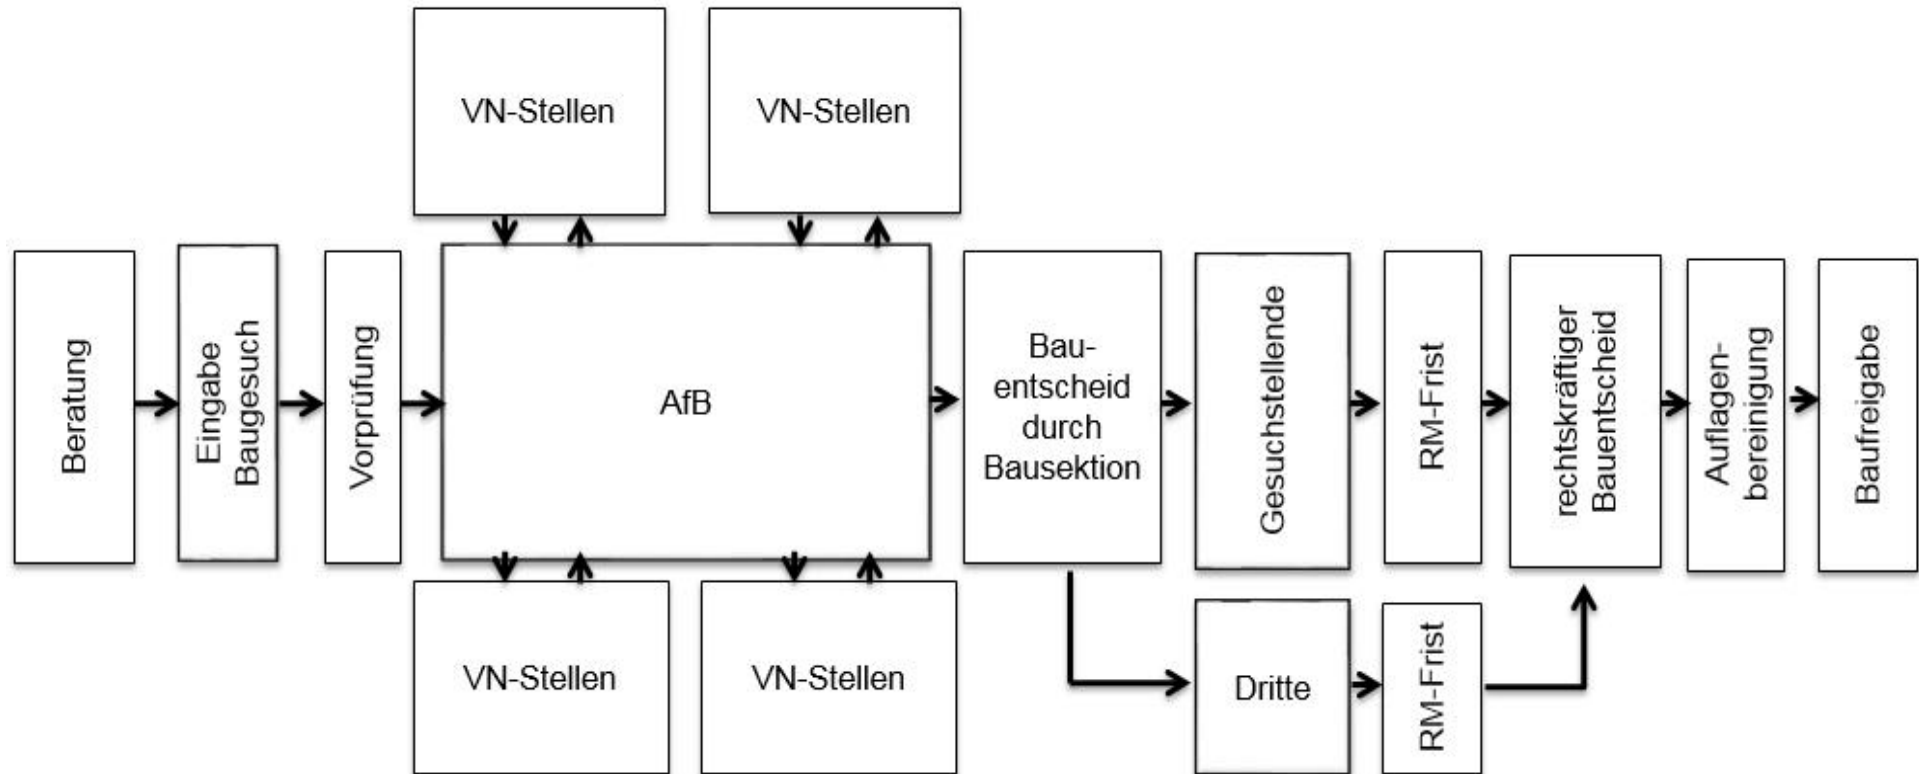 VN-Stellen
VN-Stellen
Beratung
Eingabe
Baugesuch
Vorprüfung
AfB
Bau-
entscheid
durch
Bausektion
Gesuchstellende
RM-Frist
rechtskräftiger
Bauentscheid
Auflagen-
bereinigung
Baufreigabe
VN-Stellen
VN-Stellen
Dritte
RM-Frist